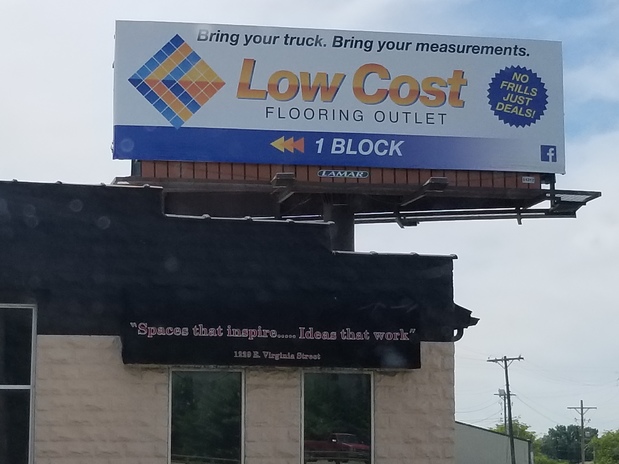 Bring your truck. Bring your measurements.
Low Cost
FLOORING OUTLET
NO
FRILLS
JUST
DEALS!
1 BLOCK
f
LAMAR
"Spaces that inspire..... Ideas that work"
1229 E. Virginia Street